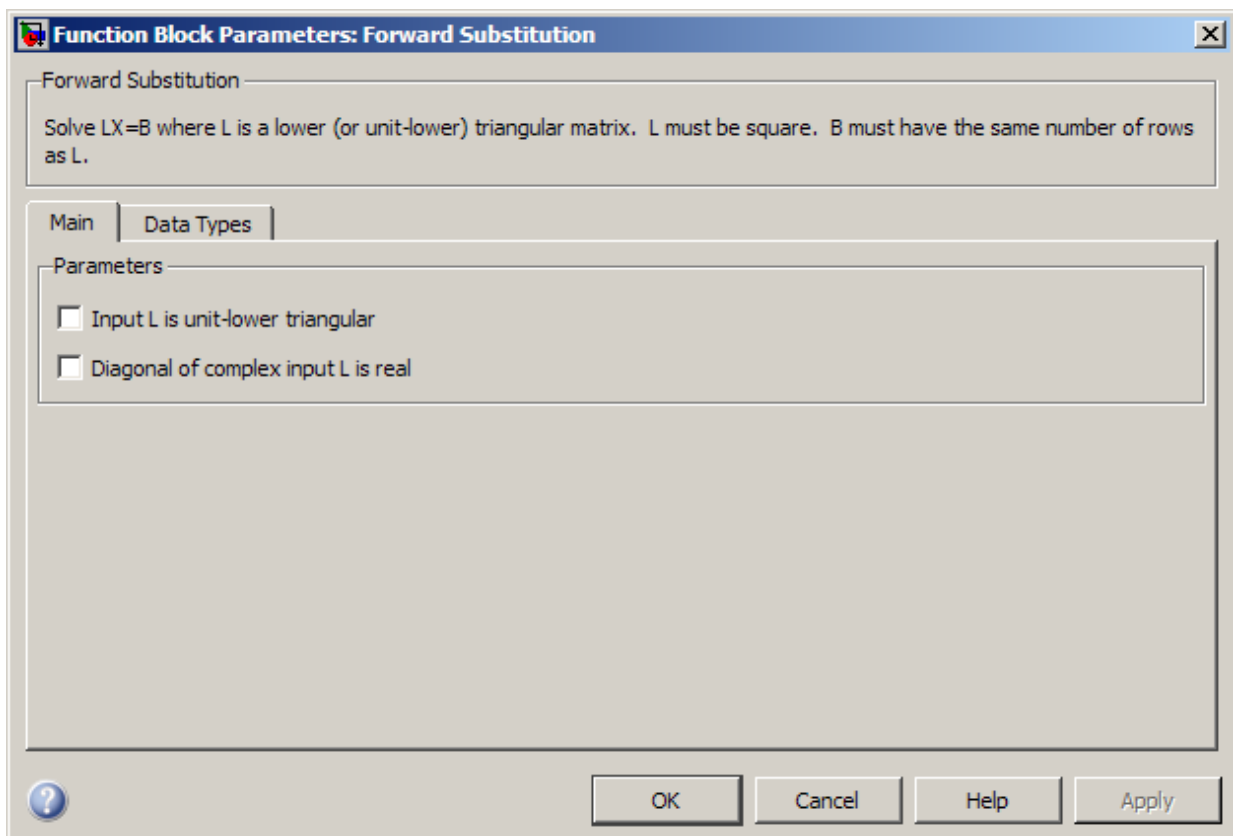 Function Block Parameters: Forward Substitution
Forward Substitution
Solve LX=B where L is a lower (or unit-lower) triangular matrix.  L must be square.  B must have the same number of rows
as L.
Main
Data Types
Parameters
Input L is unit-lower triangular
Diagonal of complex input L is real
?
OK
Cancel
Help
Apply